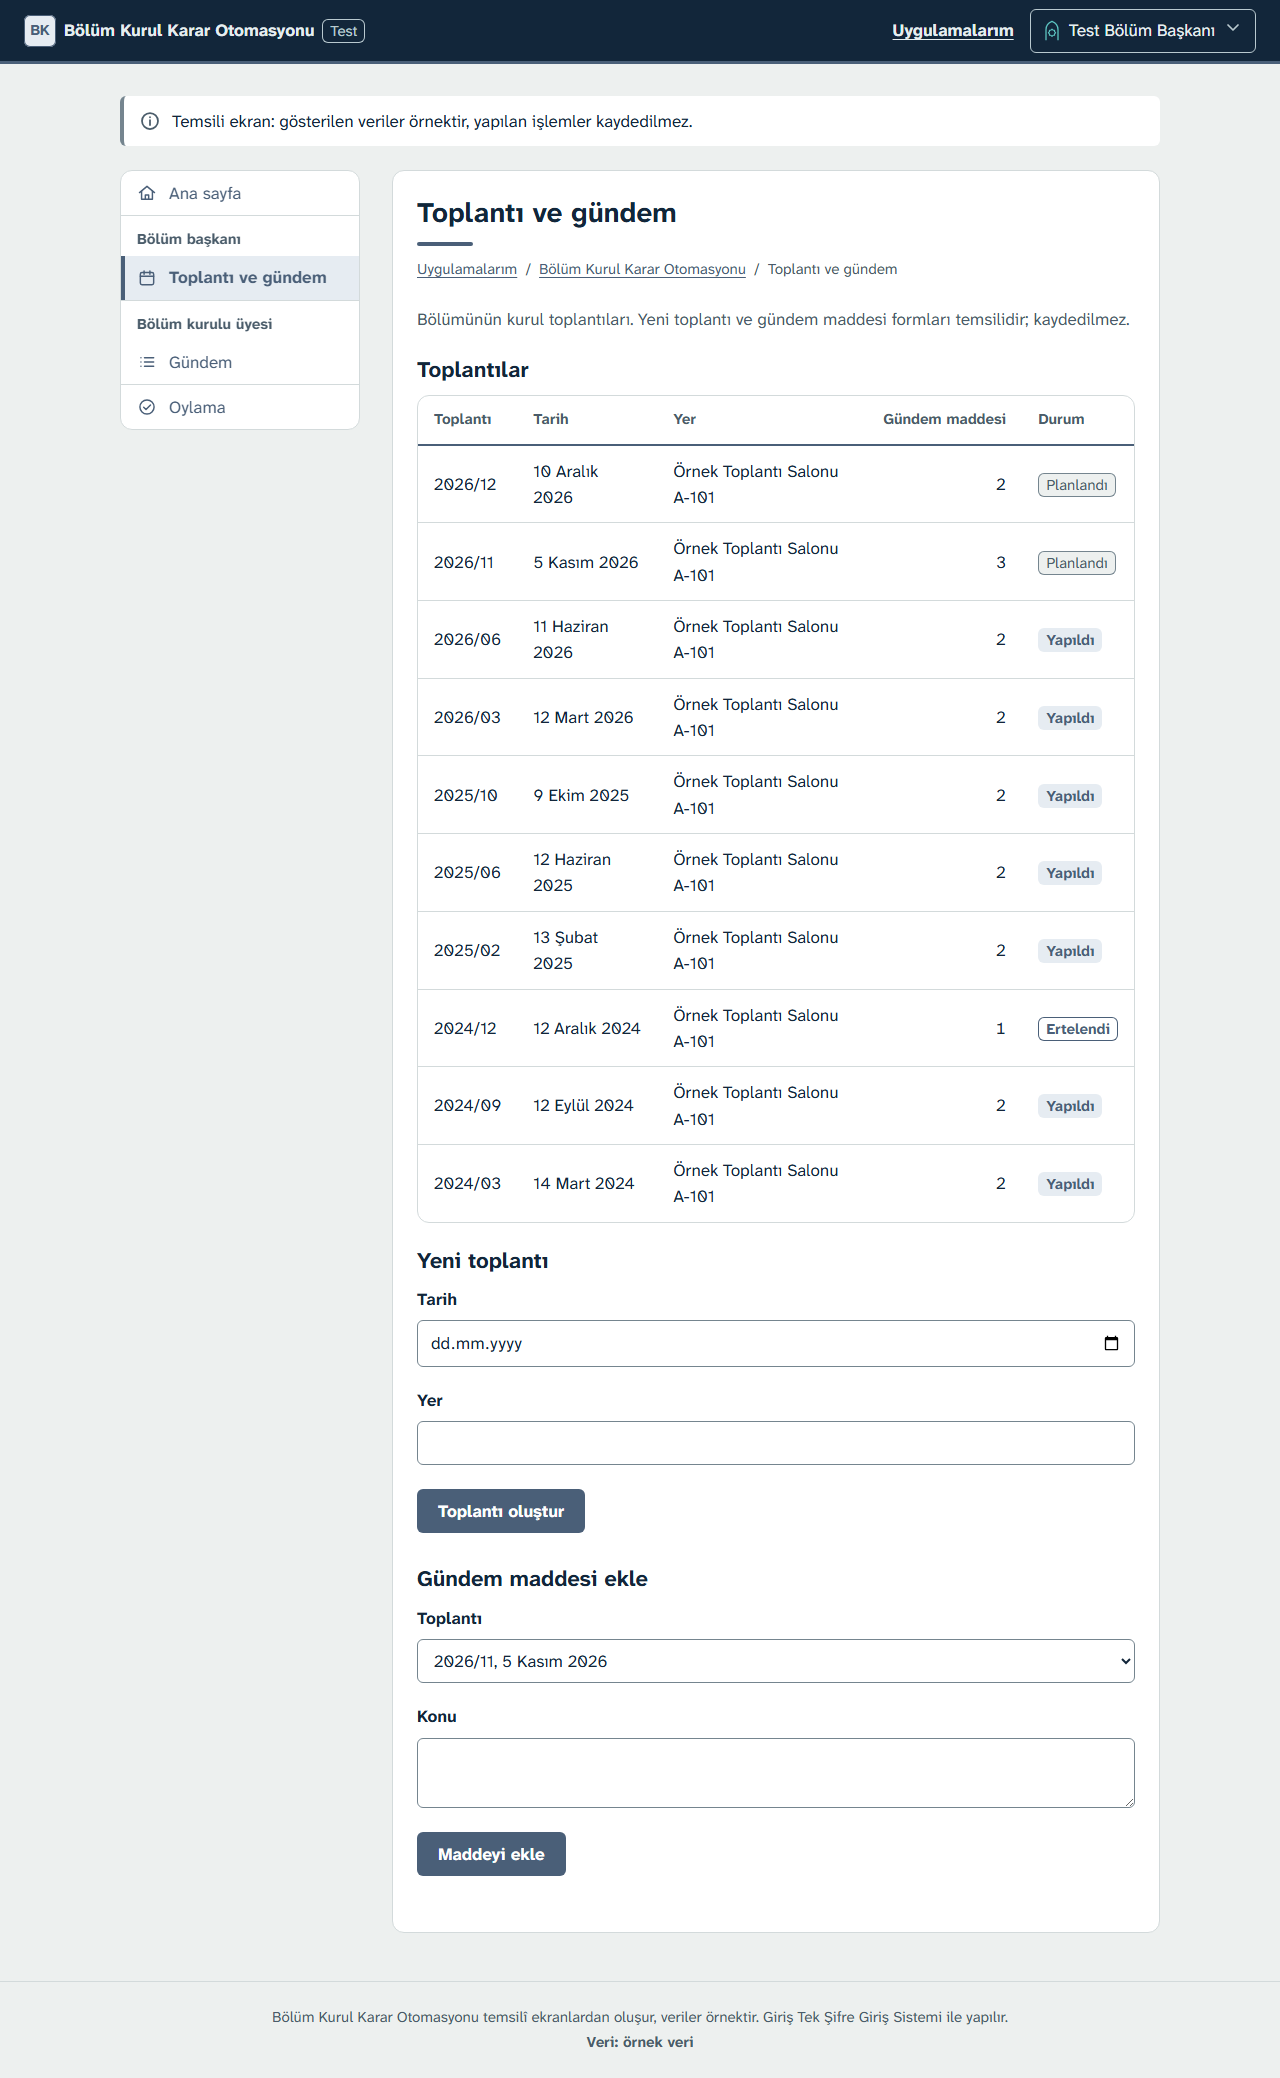 BK Bölüm Kurul Karar Otomasyonu Test
Uygulamalarım
Test Bölüm Başkanı
Temsili ekran: gösterilen veriler örnektir, yapılan işlemler kaydedilmez.
Ana sayfa
Bölüm başkanı
Toplantı ve gündem
Bölüm kurulu üyesi
Gündem
Oylama
Toplantı ve gündem
Uygulamalarım / Bölüm Kurul Karar Otomasyonu / Toplantı ve gündem
Bölümünün kurul toplantıları. Yeni toplantı ve gündem maddesi formları temsilidir; kaydedilmez.
Toplantılar
Toplantı Tarih Yer Gündem maddesi Durum
2026/12 10 Aralık 2026 Örnek Toplantı Salonu A-101 2 Planlandı
2026/11 5 Kasım 2026 Örnek Toplantı Salonu A-101 3 Planlandı
2026/06 11 Haziran 2026 Örnek Toplantı Salonu A-101 2 Yapıldı
2026/03 12 Mart 2026 Örnek Toplantı Salonu A-101 2 Yapıldı
2025/10 9 Ekim 2025 Örnek Toplantı Salonu A-101 2 Yapıldı
2025/06 12 Haziran 2025 Örnek Toplantı Salonu A-101 2 Yapıldı
2025/02 13 Şubat 2025 Örnek Toplantı Salonu A-101 2 Yapıldı
2024/12 12 Aralık 2024 Örnek Toplantı Salonu A-101 1 Ertelendi
2024/09 12 Eylül 2024 Örnek Toplantı Salonu A-101 2 Yapıldı
2024/03 14 Mart 2024 Örnek Toplantı Salonu A-101 2 Yapıldı
Yeni toplantı
Tarih
dd.mm.yyyy
Yer
Toplantı oluştur
Gündem maddesi ekle
Toplantı
2026/11, 5 Kasım 2026
Konu
Maddeyi ekle
Bölüm Kurul Karar Otomasyonu temsilî ekranlardan oluşur, veriler örnektir. Giriş Tek Şifre Giriş Sistemi ile yapılır.
Veri: örnek veri